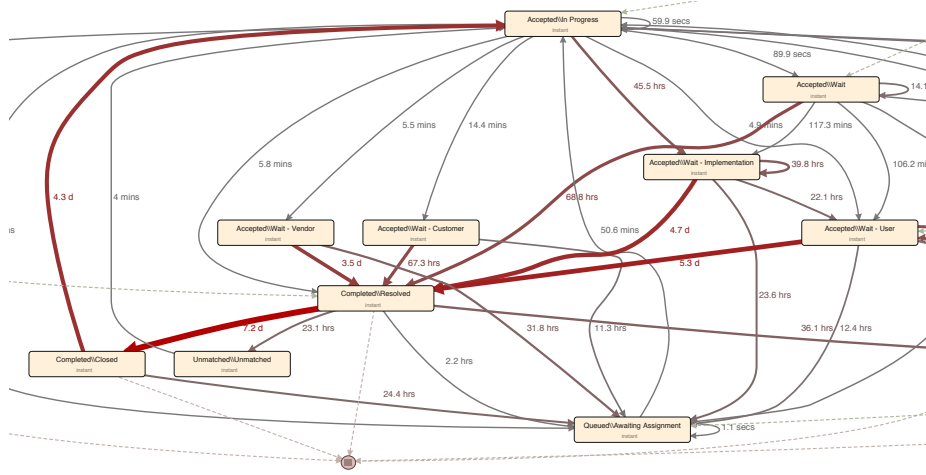 Accepted\\In Progress
instant
59.9 secs
89.9 secs
Accepted\\Wait
instant
14.1
45.5 hrs
5.5 mins
14.4 mins
4.9 mins
117.3 mins
5.8 mins
Accepted\\Wait - Implementation
instant
39.8 hrs
106.2 mi
4.3 d
4 mins
68.8 hrs
22.1 hrs
Accepted\\Wait - Vendor
instant
Accepted\\Wait - Customer
instant
50.6 mins
4.7 d
Accepted\\Wait - User
instant
3.5 d
67.3 hrs
5.3 d
Completed\\Resolved
instant
23.6 hrs
7.2 d
23.1 hrs
31.8 hrs
11.3 hrs
36.1 hrs
12.4 hrs
Completed\\Closed
instant
Unmatched\\Unmatched
instant
2.2 hrs
24.4 hrs
Queued\\Awaiting Assignment
instant
1.1 secs